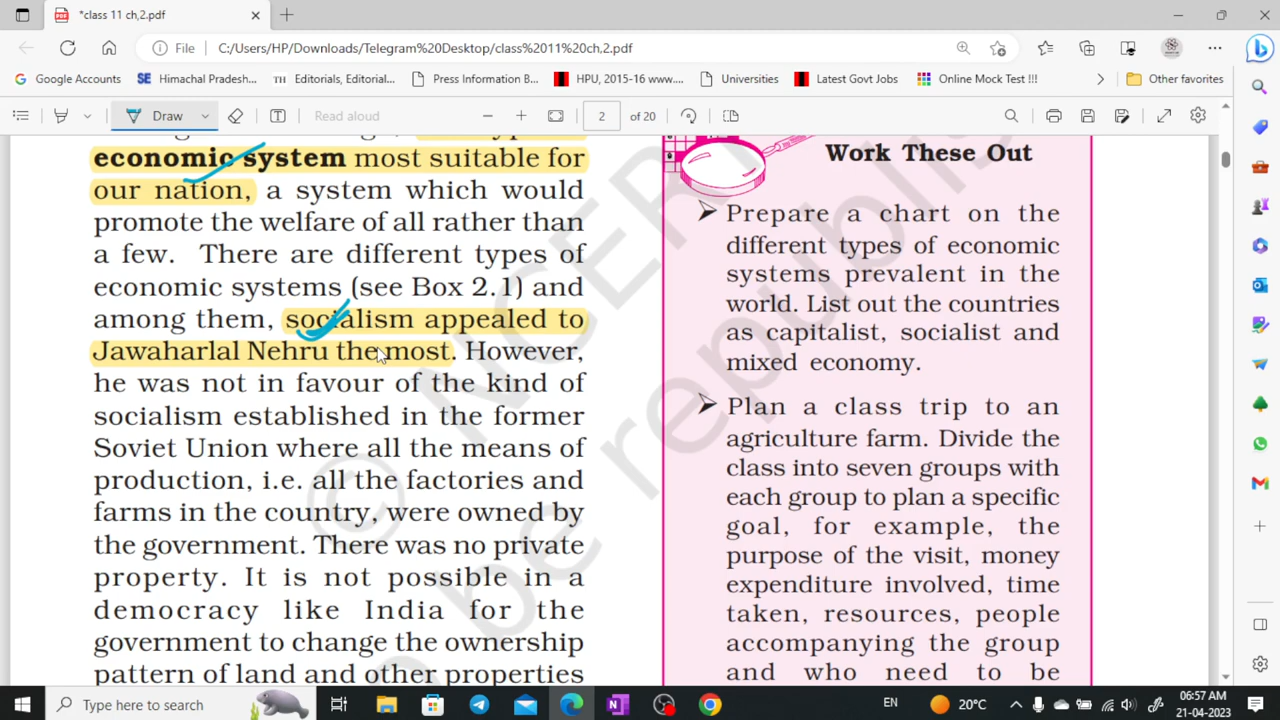 *class 11 ch,2.pdf
File C:/Users/HP/Downloads/Telegram%20Desktop/class%2011%20ch,2.pdf
Google Accounts SE Himachal Pradesh... TH Editorials, Editorial... Press Information B... HPU, 2015-16 www.... Universities Latest Govt Jobs Online Mock Test !!! Other favorites
Draw Read aloud 2 of 20
economic system most suitable for
our nation, a system which would
promote the welfare of all rather than
a few. There are different types of
economic systems (see Box 2.1) and
among them, socialism appealed to
Jawaharlal Nehru the most. However,
he was not in favour of the kind of
socialism established in the former
Soviet Union where all the means of
production, i.e. all the factories and
farms in the country, were owned by
the government. There was no private
property. It is not possible in a
democracy like India for the
government to change the ownership
pattern of land and other properties
Work These Out
➢ Prepare a chart on the
different types of economic
systems prevalent in the
world. List out the countries
as capitalist, socialist and
mixed economy.
➢ Plan a class trip to an
agriculture farm. Divide the
class into seven groups with
each group to plan a specific
goal, for example, the
purpose of the visit, money
expenditure involved, time
taken, resources, people
accompanying the group
and who need to be
© NCERT
be republis
Type here to search
EN 20°C 06:57 AM
21-04-2023